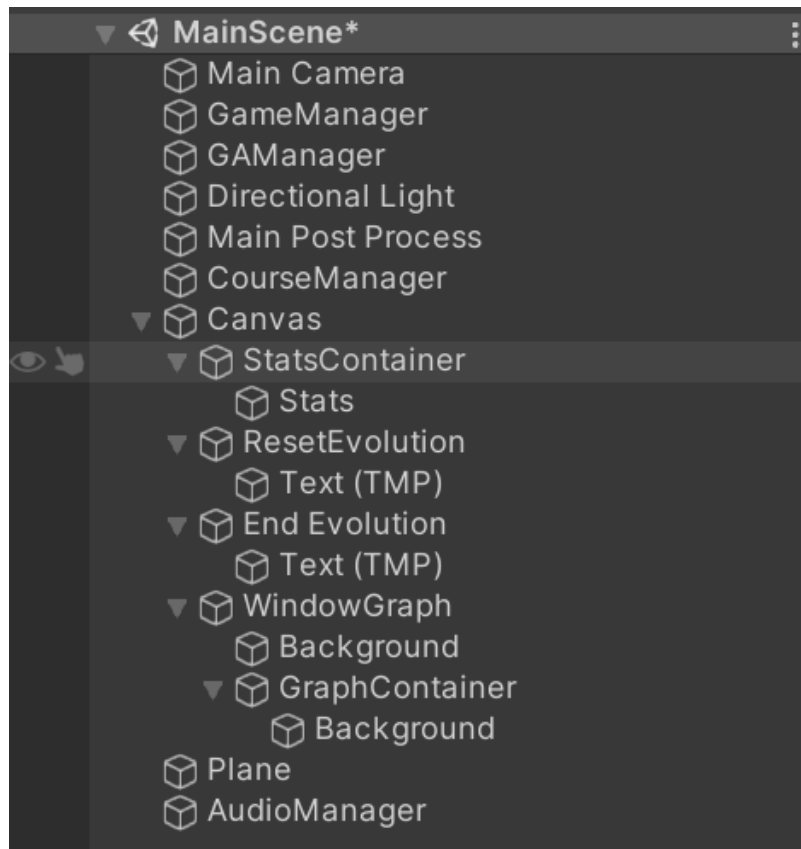 MainScene*
Main Camera
GameManager
GAManager
Directional Light
Main Post Process
CourseManager
Canvas
StatsContainer
Stats
ResetEvolution
Text (TMP)
End Evolution
Text (TMP)
WindowGraph
Background
GraphContainer
Background
Plane
AudioManager